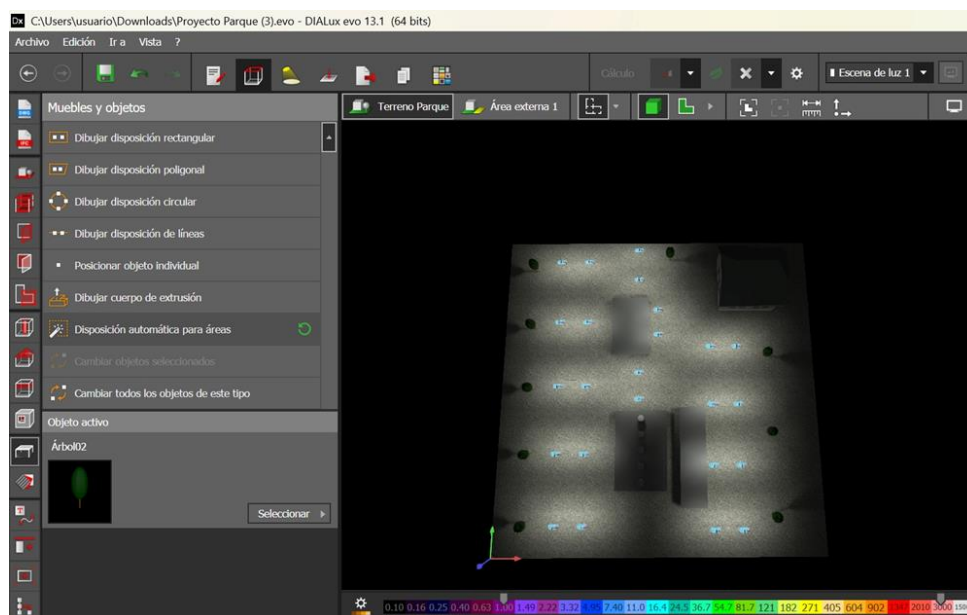 C:\Users\usuario\Downloads\Proyecto Parque (3).evo - DIALux evo 13.1 (64 bits)
Archivo Edición Ir a Vista ?
Cálculo
Escena de luz 1
Muebles y objetos
Terreno Parque
Área externa 1
Dibujar disposición rectangular
Dibujar disposición poligonal
Dibujar disposición circular
Dibujar disposición de líneas
Posicionar objeto individual
Dibujar cuerpo de extrusión
Disposición automática para áreas
Cambiar objetos seleccionados
Cambiar todos los objetos de este tipo
Objeto activo
Árbol02
Seleccionar
0.10 0.16 0.25 0.40 0.63 1.00 1.49 2.22 3.32 4.95 7.40 11.0 16.4 24.5 36.7 54.7 81.7 121 182 271 405 604 902 1347 2010 3000